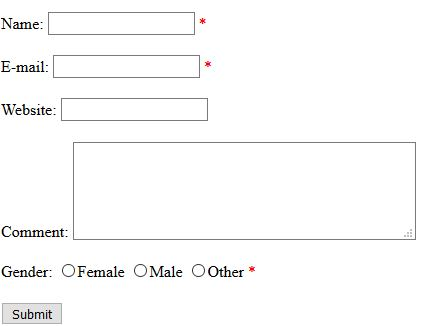 Name: *
E-mail: *
Website:
Comment:
Gender: Female Male Other *
Submit